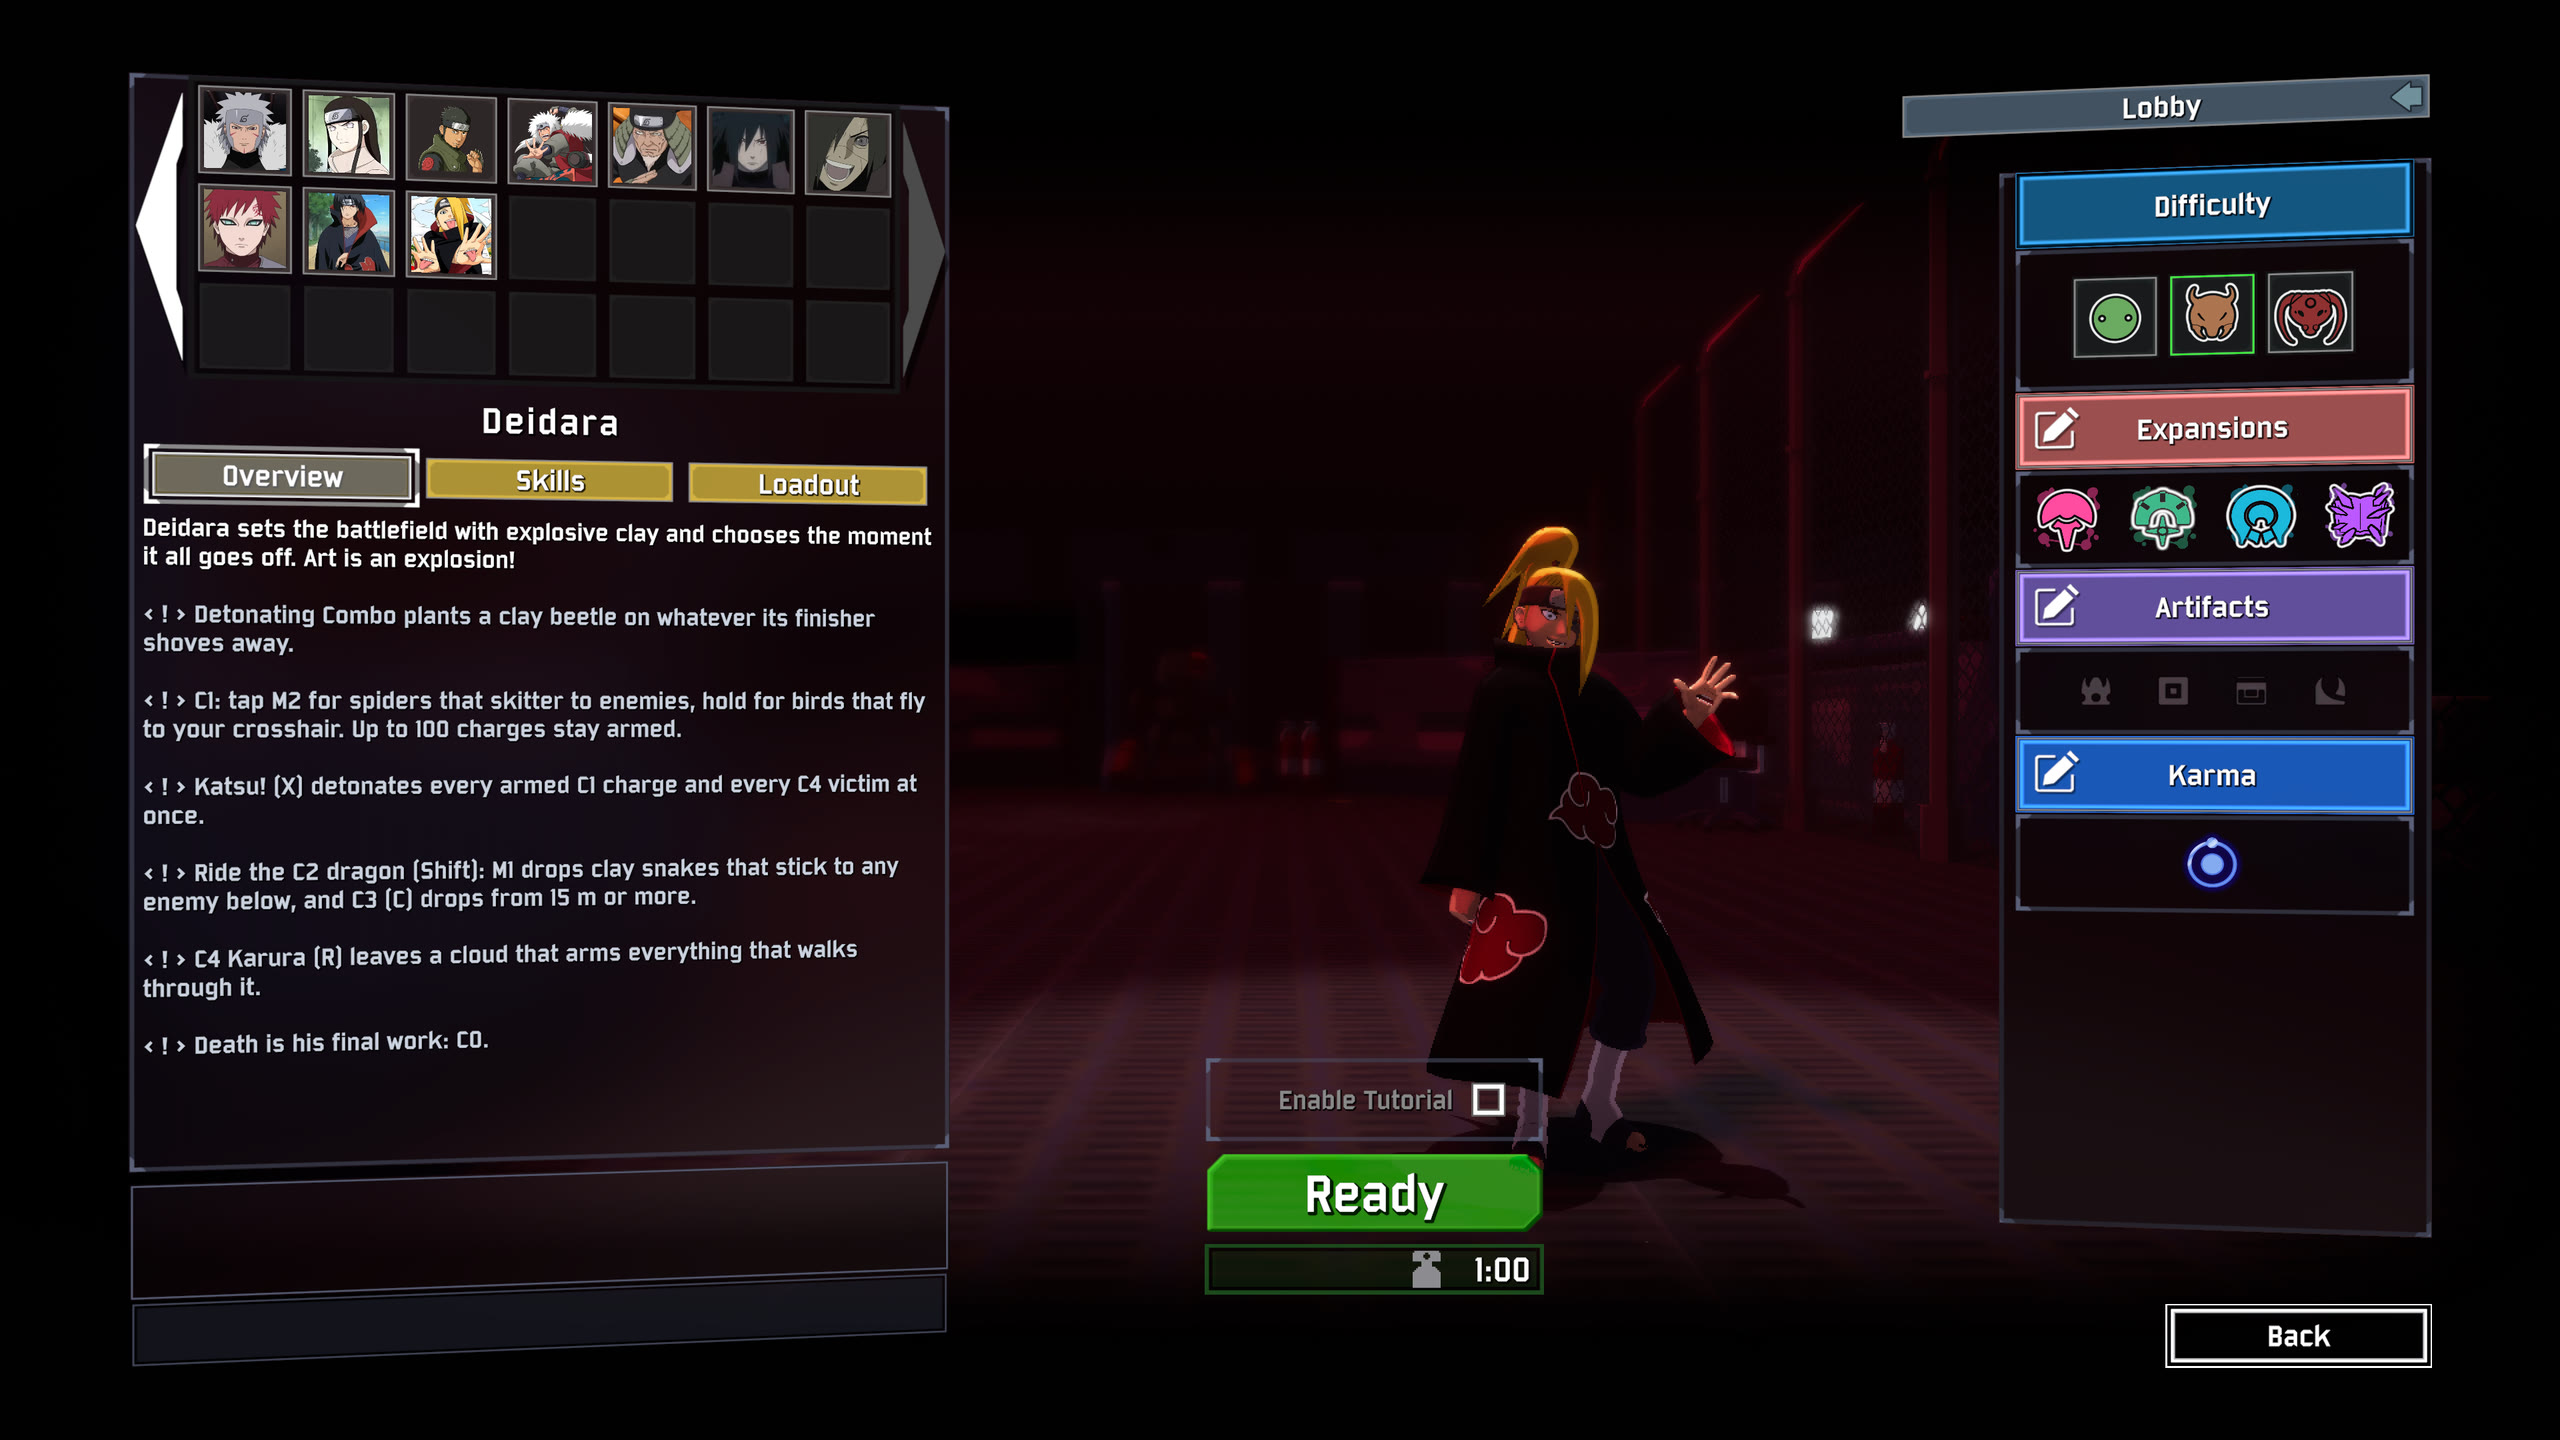 Lobby
Difficulty
Expansions
Artifacts
Karma
Deidara
Overview
Skills
Loadout
Deidara sets the battlefield with explosive clay and chooses the moment
it all goes off. Art is an explosion!
< ! > Detonating Combo plants a clay beetle on whatever its finisher
shoves away.
< ! > C1: tap M2 for spiders that skitter to enemies, hold for birds that fly
to your crosshair. Up to 100 charges stay armed.
< ! > Katsu! (X) detonates every armed C1 charge and every C4 victim at
once.
< ! > Ride the C2 dragon (Shift): M1 drops clay snakes that stick to any
enemy below, and C3 (C) drops from 15 m or more.
< ! > C4 Karura (R) leaves a cloud that arms everything that walks
through it.
< ! > Death is his final work: C0.
Enable Tutorial
Ready
1:00
Back